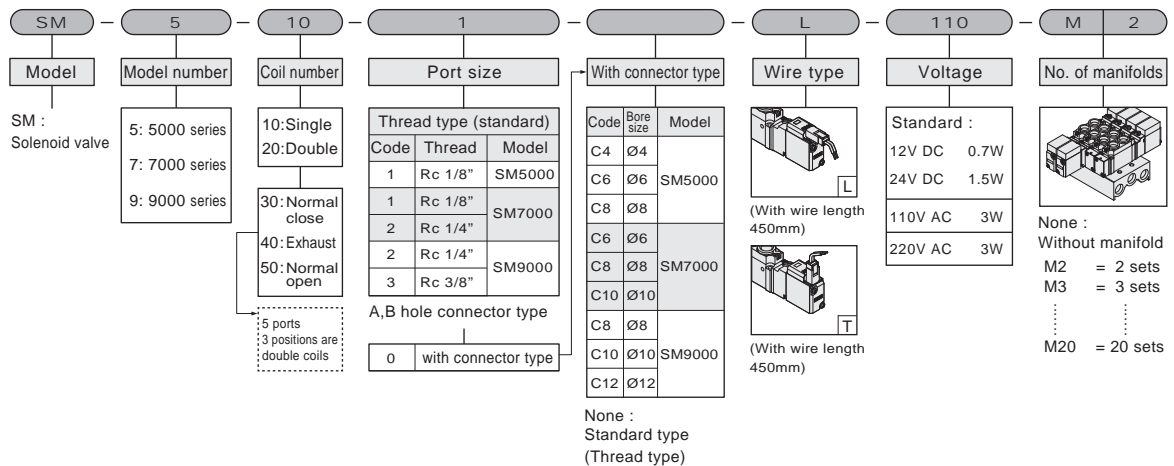 SM – 5 – 10 – 1 – – L – 110 – M 2
Model
SM :
Solenoid valve
Model number
5: 5000 series
7: 7000 series
9: 9000 series
Coil number
10:Single
20:Double
30:Normal
close
40:Exhaust
50:Normal
open
5 ports
3 positions are
double coils
Port size
Thread type (standard)
Code Thread Model
1 Rc 1/8” SM5000
1 Rc 1/8” SM7000
2 Rc 1/4”
2 Rc 1/4” SM9000
3 Rc 3/8”
A,B hole connector type
0 with connector type
With connector type
Code Bore size Model
C4 Ø4 SM5000
C6 Ø6
C8 Ø8
C6 Ø6 SM7000
C8 Ø8
C10 Ø10
C8 Ø8 SM9000
C10 Ø10
C12 Ø12
None :
Standard type
(Thread type)
Wire type
L
(With wire length
450mm)
T
(With wire length
450mm)
Voltage
Standard :
12V DC 0.7W
24V DC 1.5W
110V AC 3W
220V AC 3W
No. of manifolds
None :
Without manifold
M2 = 2 sets
M3 = 3 sets
M20 = 20 sets